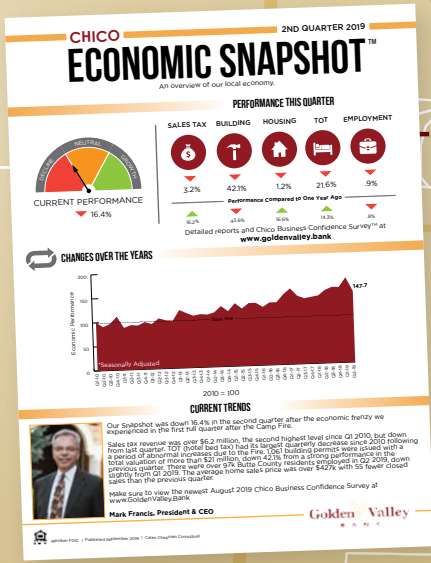 CHICO
2ND QUARTER 2019
ECONOMIC SNAPSHOT™
An overview of our local economy.
PERFORMANCE THIS QUARTER
SALES TAX BUILDING HOUSING TOT EMPLOYMENT
DECLINE NEUTRAL GROWTH
3.2% 42.1% 1.2% 21.6% .9%
CURRENT PERFORMANCE
16.4%
Performance Compared to One Year Ago
16.2% 43.6% 16.6% 14.3% .8%
Detailed reports and Chico Business Confidence Survey™ at
www.goldenvalley.bank
CHANGES OVER THE YEARS
Economic Performance
200
150
100
50
0
147.7
*Seasonally Adjusted
2010 = 100
CURRENT TRENDS
Our Snapshot was down 16.4% in the second quarter after the economic frenzy we
experienced in the first full quarter after the Camp Fire.
Sales tax revenue was over $6.2 million, the second highest level since Q1 2010, but down
from last quarter. TOT (hotel bed tax) had its largest quarterly decrease since 2010 following
a period of abnormal increases due to the Fire. 1,061 building permits were issued with a
total valuation of more than $21 million, down 42.1% from a strong performance in the
previous quarter. There were over 97k Butte County residents employed in Q2 2019, down
slightly from Q1 2019. The average home sales price was over $427k with 55 fewer closed
sales than the previous quarter.
Make sure to view the newest August 2019 Chico Business Confidence Survey at
www.GoldenValley.Bank
Mark Francis, President & CEO
Golden Valley
BANK
Member FDIC | Published September 2019 |